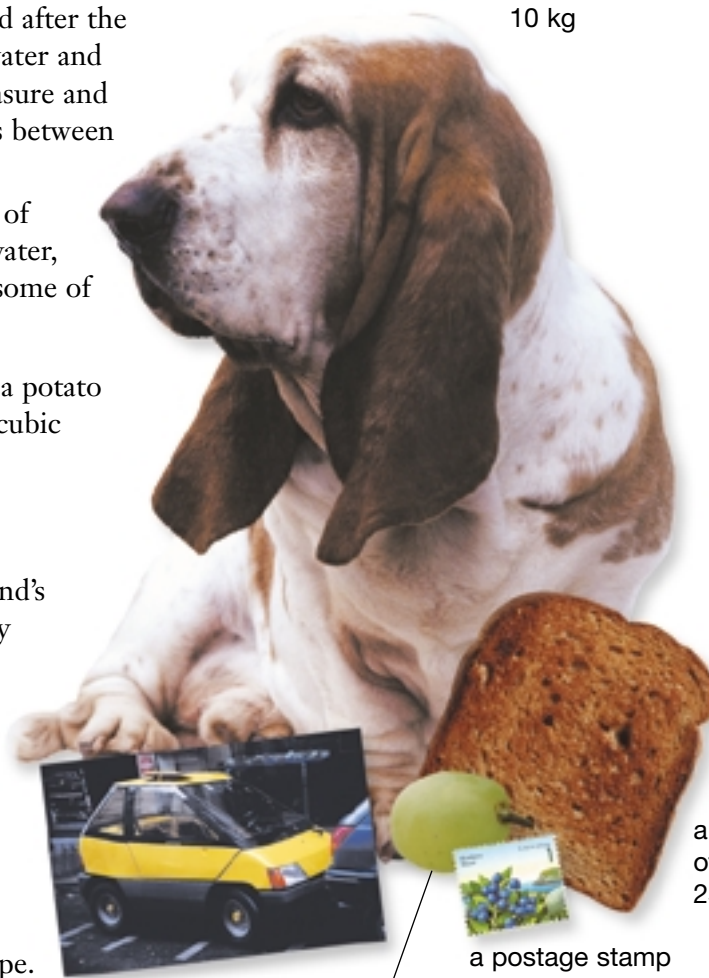 10 kg
d after the
ater and
asure and
s between
of
vater,
some of
a potato
cubic
nd's
y
a
o
2
a postage stamp
pe.